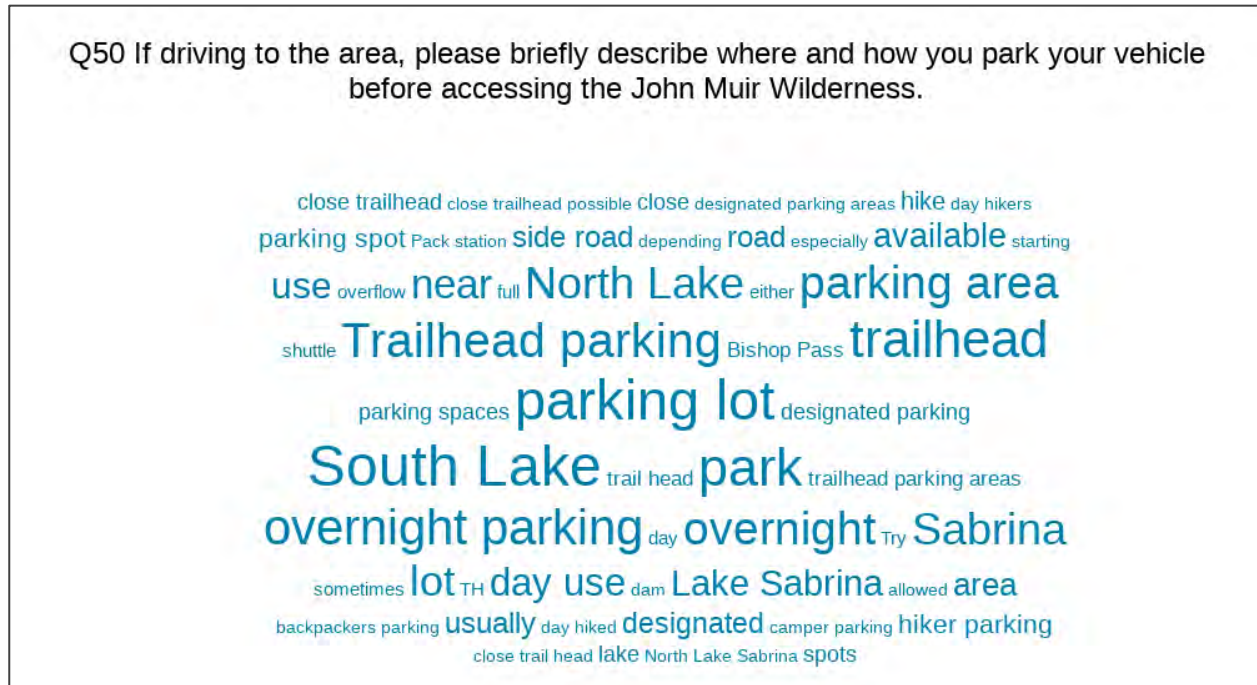 Q50 If driving to the area, please briefly describe where and how you park your vehicle
before accessing the John Muir Wilderness.
close trailhead close trailhead possible close designated parking areas hike day hikers
parking spot Pack station side road depending road especially available starting
use overflow near full North Lake either parking area
shuttle Trailhead parking Bishop Pass trailhead
parking spaces parking lot designated parking
South Lake trail head park trailhead parking areas
overnight parking day overnight Try Sabrina
sometimes lot TH day use dam Lake Sabrina allowed area
backpackers parking usually day hiked designated camper parking hiker parking
close trail head lake North Lake Sabrina spots